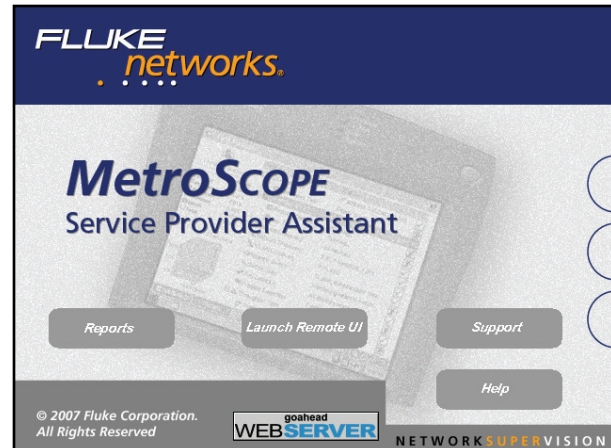 FLUKE
networks®
MetroScope
Service Provider Assistant
Reports
Launch Remote UI
Support
Help
© 2007 Fluke Corporation.
All Rights Reserved
goahead
WEBSERVER
NETWORKSUPERVISION